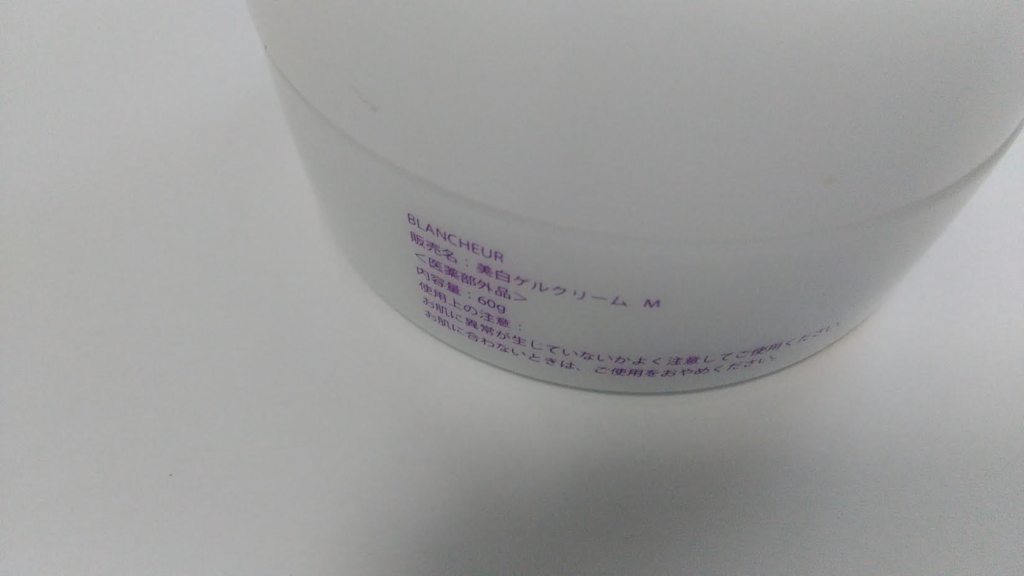 BLANCHEUR
販売名：美白ゲルクリーム M
＜医薬部外品＞
内容量：60g
使用上の注意：
お肌に異常が生じていないかよく注意してご使用ください。
お肌に合わないときは、ご使用をおやめください。